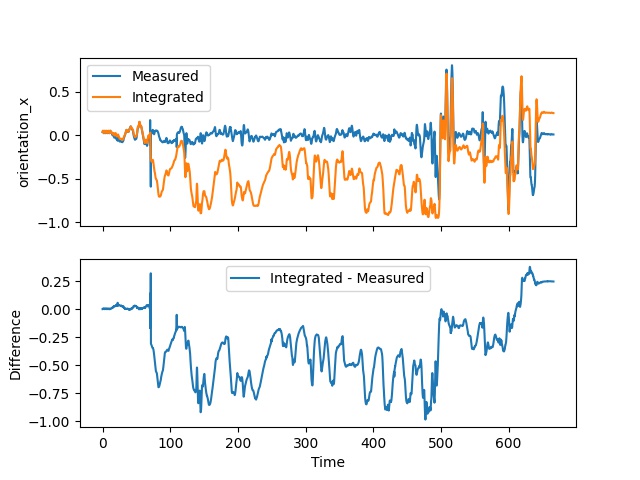 Measured
Integrated
orientation_x
0.5
0.0
−0.5
−1.0
Integrated - Measured
Difference
0.25
0.00
−0.25
−0.50
−0.75
−1.00
0 100 200 300 400 500 600
Time